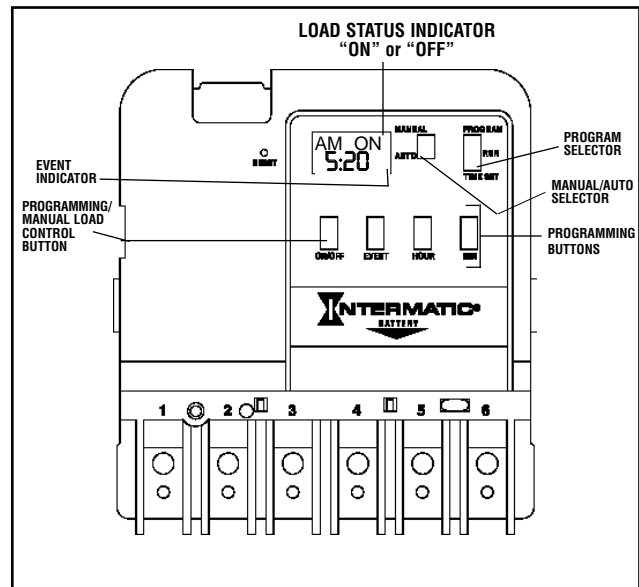 LOAD STATUS INDICATOR
“ON” or “OFF”
MANUAL
PROGRAM
AM ON
5:20
AUTO
RUN
TIME SET
RESET
PROGRAM
SELECTOR
EVENT
INDICATOR
MANUAL/AUTO
SELECTOR
PROGRAMMING/
MANUAL LOAD
CONTROL
BUTTON
PROGRAMMING
BUTTONS
ON/OFF
EVENT
HOUR
MIN
INTERMATIC®
BATTERY
1 2 3 4 5 6